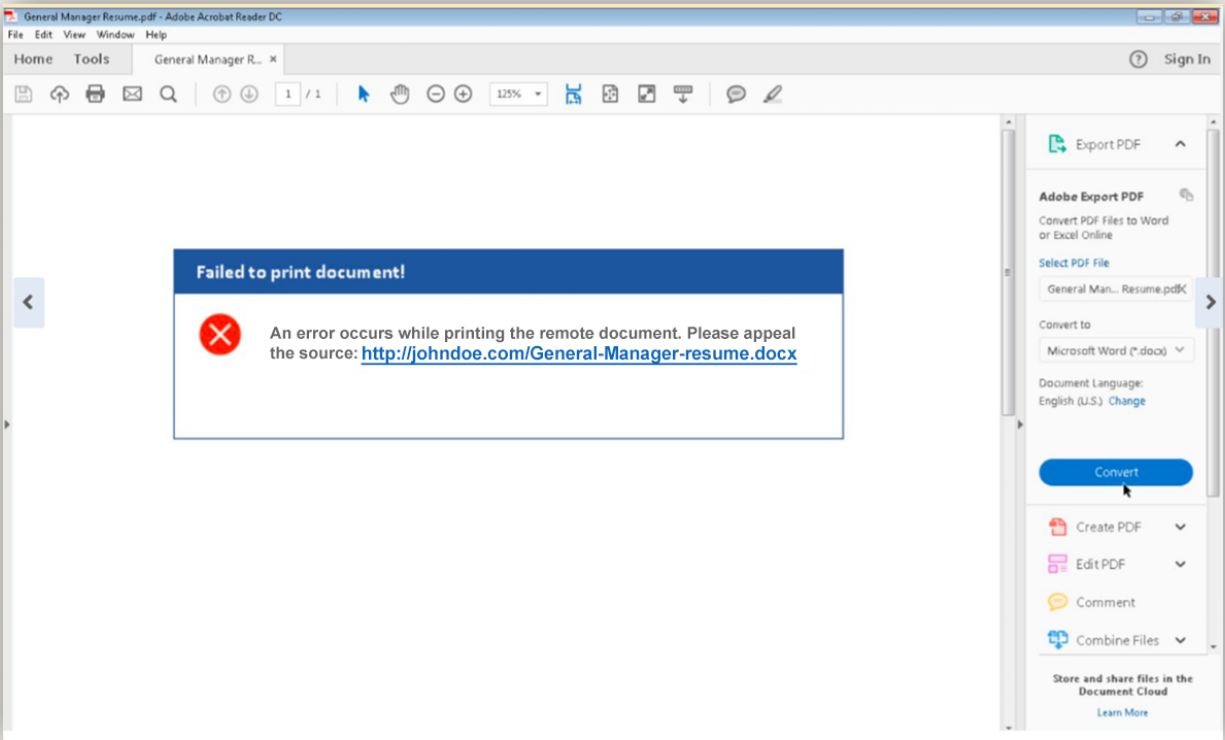 General Manager Resume.pdf - Adobe Acrobat Reader DC
File Edit View Window Help
Home Tools General Manager R... × ? Sign In
1 / 1 125%
Export PDF
Adobe Export PDF
Convert PDF Files to Word
or Excel Online
Select PDF File
General Man... Resume.pdf
Convert to
Microsoft Word (*.docx)
Document Language:
English (U.S.) Change
Convert
Create PDF
Edit PDF
Comment
Combine Files
Store and share files in the
Document Cloud
Learn More
Failed to print document!
An error occurs while printing the remote document. Please appeal
the source: http://johndoe.com/General-Manager-resume.docx